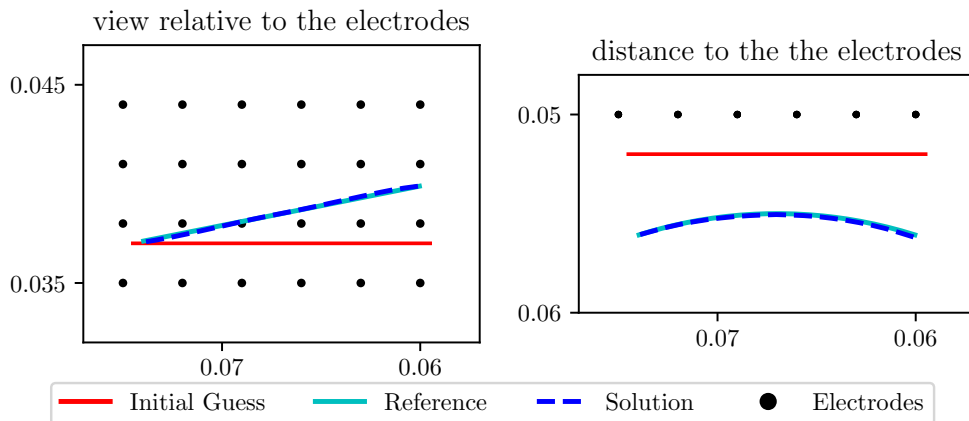 view relative to the electrodes
0.045
0.035
0.07 0.06
distance to the the electrodes
0.05
0.06
0.07 0.06
Initial Guess Reference Solution Electrodes